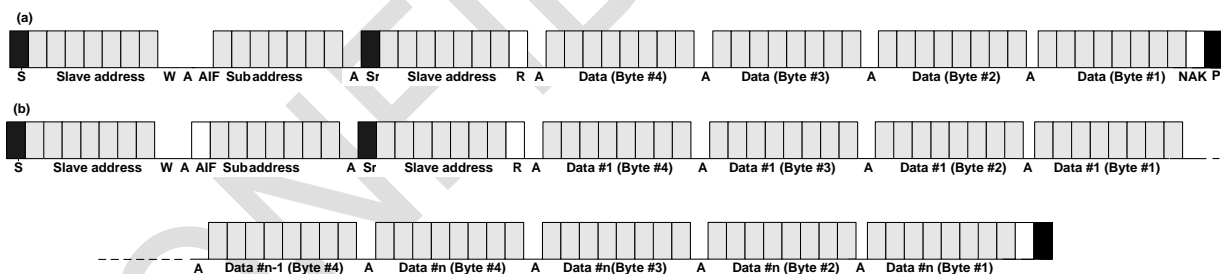 (a)
S Slave address W A AIF Subaddress A Sr Slave address R A Data (Byte #4) A Data (Byte #3) A Data (Byte #2) A Data (Byte #1) NAK P
(b)
S Slave address W A AIF Subaddress A Sr Slave address R A Data #1 (Byte #4) A Data #1 (Byte #3) A Data #1 (Byte #2) A Data #1 (Byte #1)
A Data #n-1 (Byte #4) A Data #n (Byte #4) A Data #n(Byte #3) A Data #n (Byte #2) A Data #n (Byte #1)